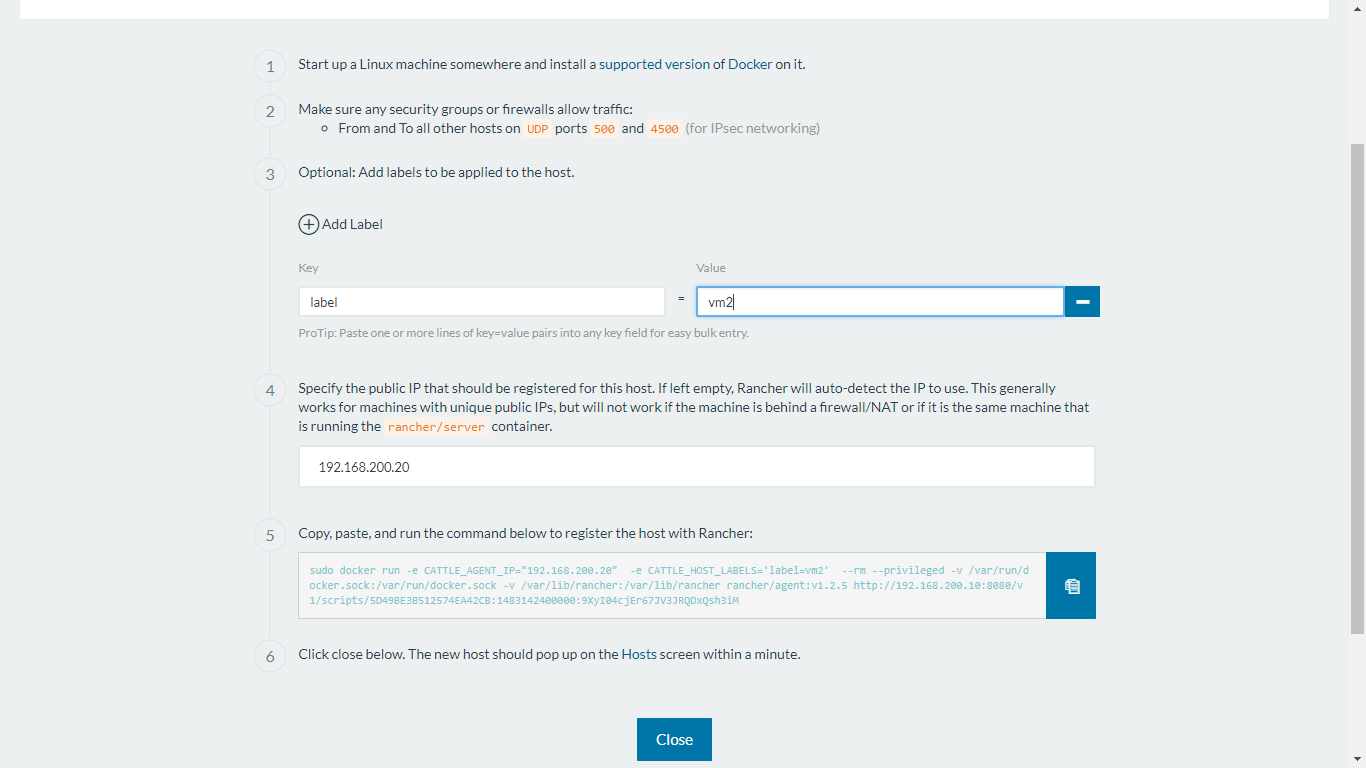 1 Start up a Linux machine somewhere and install a supported version of Docker on it.
2 Make sure any security groups or firewalls allow traffic:
From and To all other hosts on UDP ports 500 and 4500 (for IPsec networking)
3 Optional: Add labels to be applied to the host.
Add Label
Key Value
label = vm2
ProTip: Paste one or more lines of key=value pairs into any key field for easy bulk entry.
4 Specify the public IP that should be registered for this host. If left empty, Rancher will auto-detect the IP to use. This generally
works for machines with unique public IPs, but will not work if the machine is behind a firewall/NAT or if it is the same machine that
is running the rancher/server container.
192.168.200.20
5 Copy, paste, and run the command below to register the host with Rancher:
sudo docker run -e CATTLE_AGENT_IP="192.168.200.20"  -e CATTLE_HOST_LABELS='label=vm2'  --rm --privileged -v /var/run/d
ocker.sock:/var/run/docker.sock -v /var/lib/rancher:/var/lib/rancher rancher/agent:v1.2.5 http://192.168.200.10:8080/v
1/scripts/5D49BE3B512574EA42CB:1483142400000:9XyI04cjEr67JV3JRQDxQsh3iM
6 Click close below. The new host should pop up on the Hosts screen within a minute.
Close